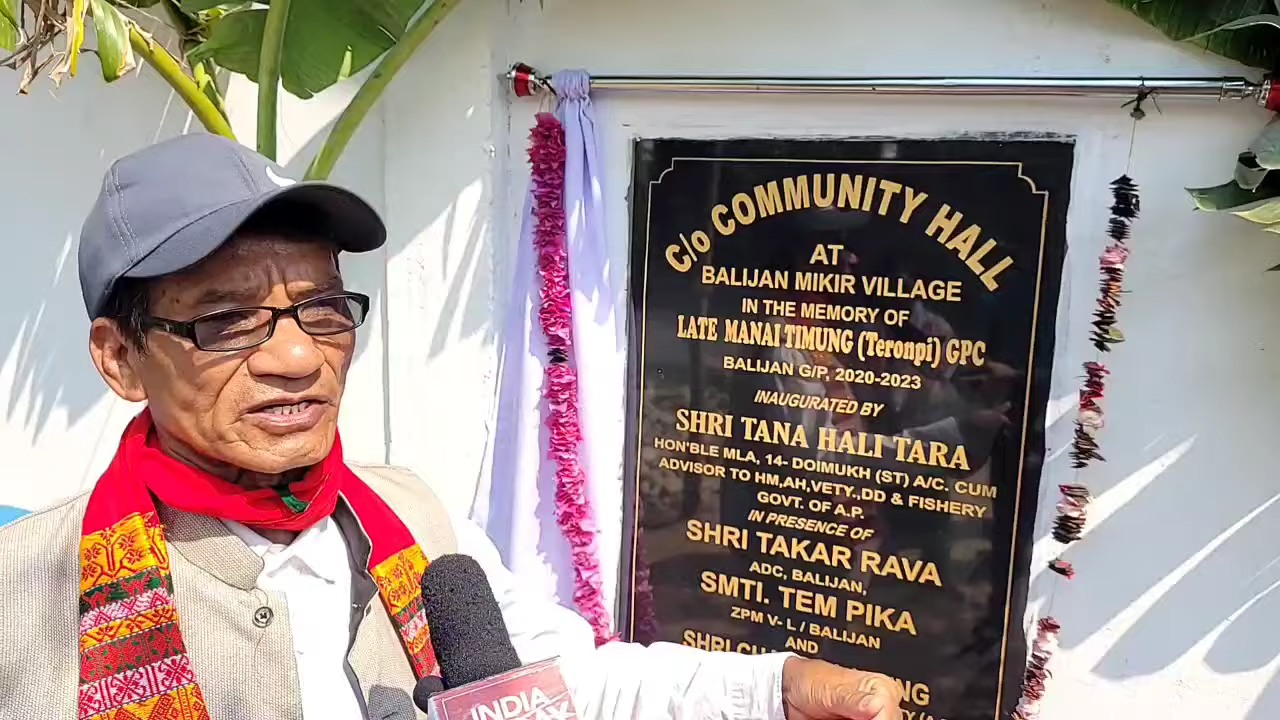 C/o COMMUNITY HALL
AT
BALIJAN MIKIR VILLAGE
IN THE MEMORY OF
LATE MANAI TIMUNG (Teronpi) GPC
BALIJAN G/P, 2020-2023
INAUGURATED BY
SHRI TANA HALI TARA
HON'BLE MLA, 14- DOIMUKH (ST) A/C. CUM
ADVISOR TO HM,AH,VETY.,DD & FISHERY
GOVT. OF A.P.
IN PRESENCE OF
SHRI TAKAR RAVA
ADC, BALIJAN,
SMTI. TEM PIKA
ZPM V- L / BALIJAN
AND
SHRI
INDIA